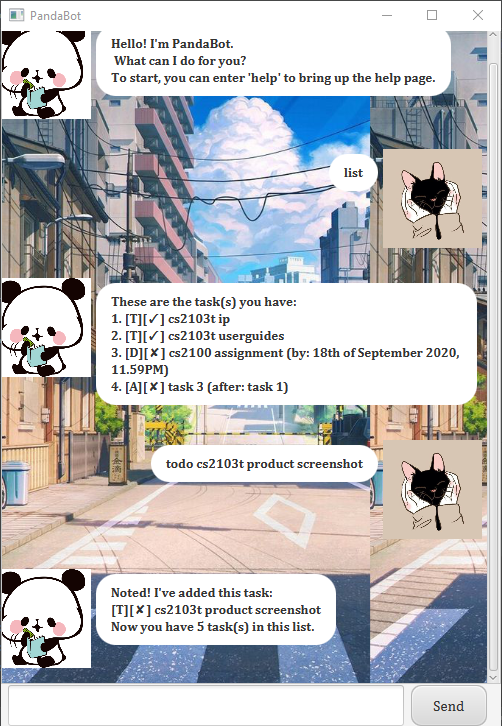 PandaBot
Hello! I'm PandaBot.
What can I do for you?
To start, you can enter 'help' to bring up the help page.
list
These are the task(s) you have:
1. [T][✓] cs2103t ip
2. [T][✓] cs2103t userguides
3. [D][✘] cs2100 assignment (by: 18th of September 2020,
11.59PM)
4. [A][✘] task 3 (after: task 1)
todo cs2103t product screenshot
Noted! I've added this task:
[T][✘] cs2103t product screenshot
Now you have 5 task(s) in this list.
Send